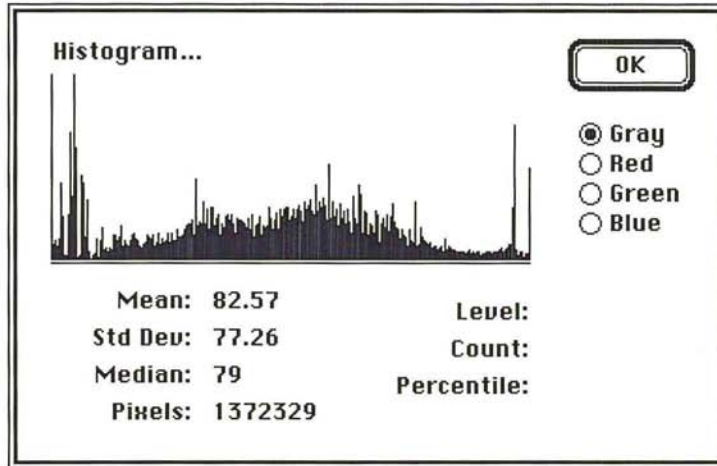 Histogram...
OK
Gray
Red
Green
Blue
Mean: 82.57
Std Dev: 77.26
Median: 79
Pixels: 1372329
Level:
Count:
Percentile: